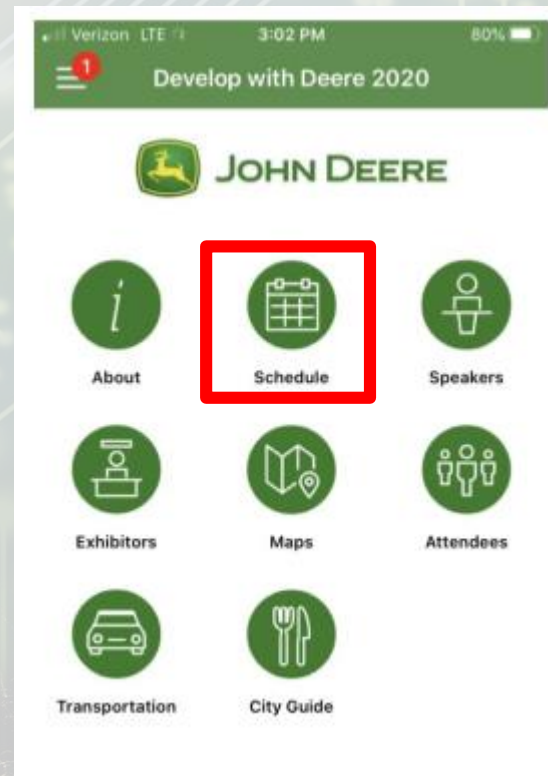 Verizon LTE 3:02 PM 80%
1
Develop with Deere 2020
JOHN DEERE
About Schedule Speakers
Exhibitors Maps Attendees
Transportation City Guide